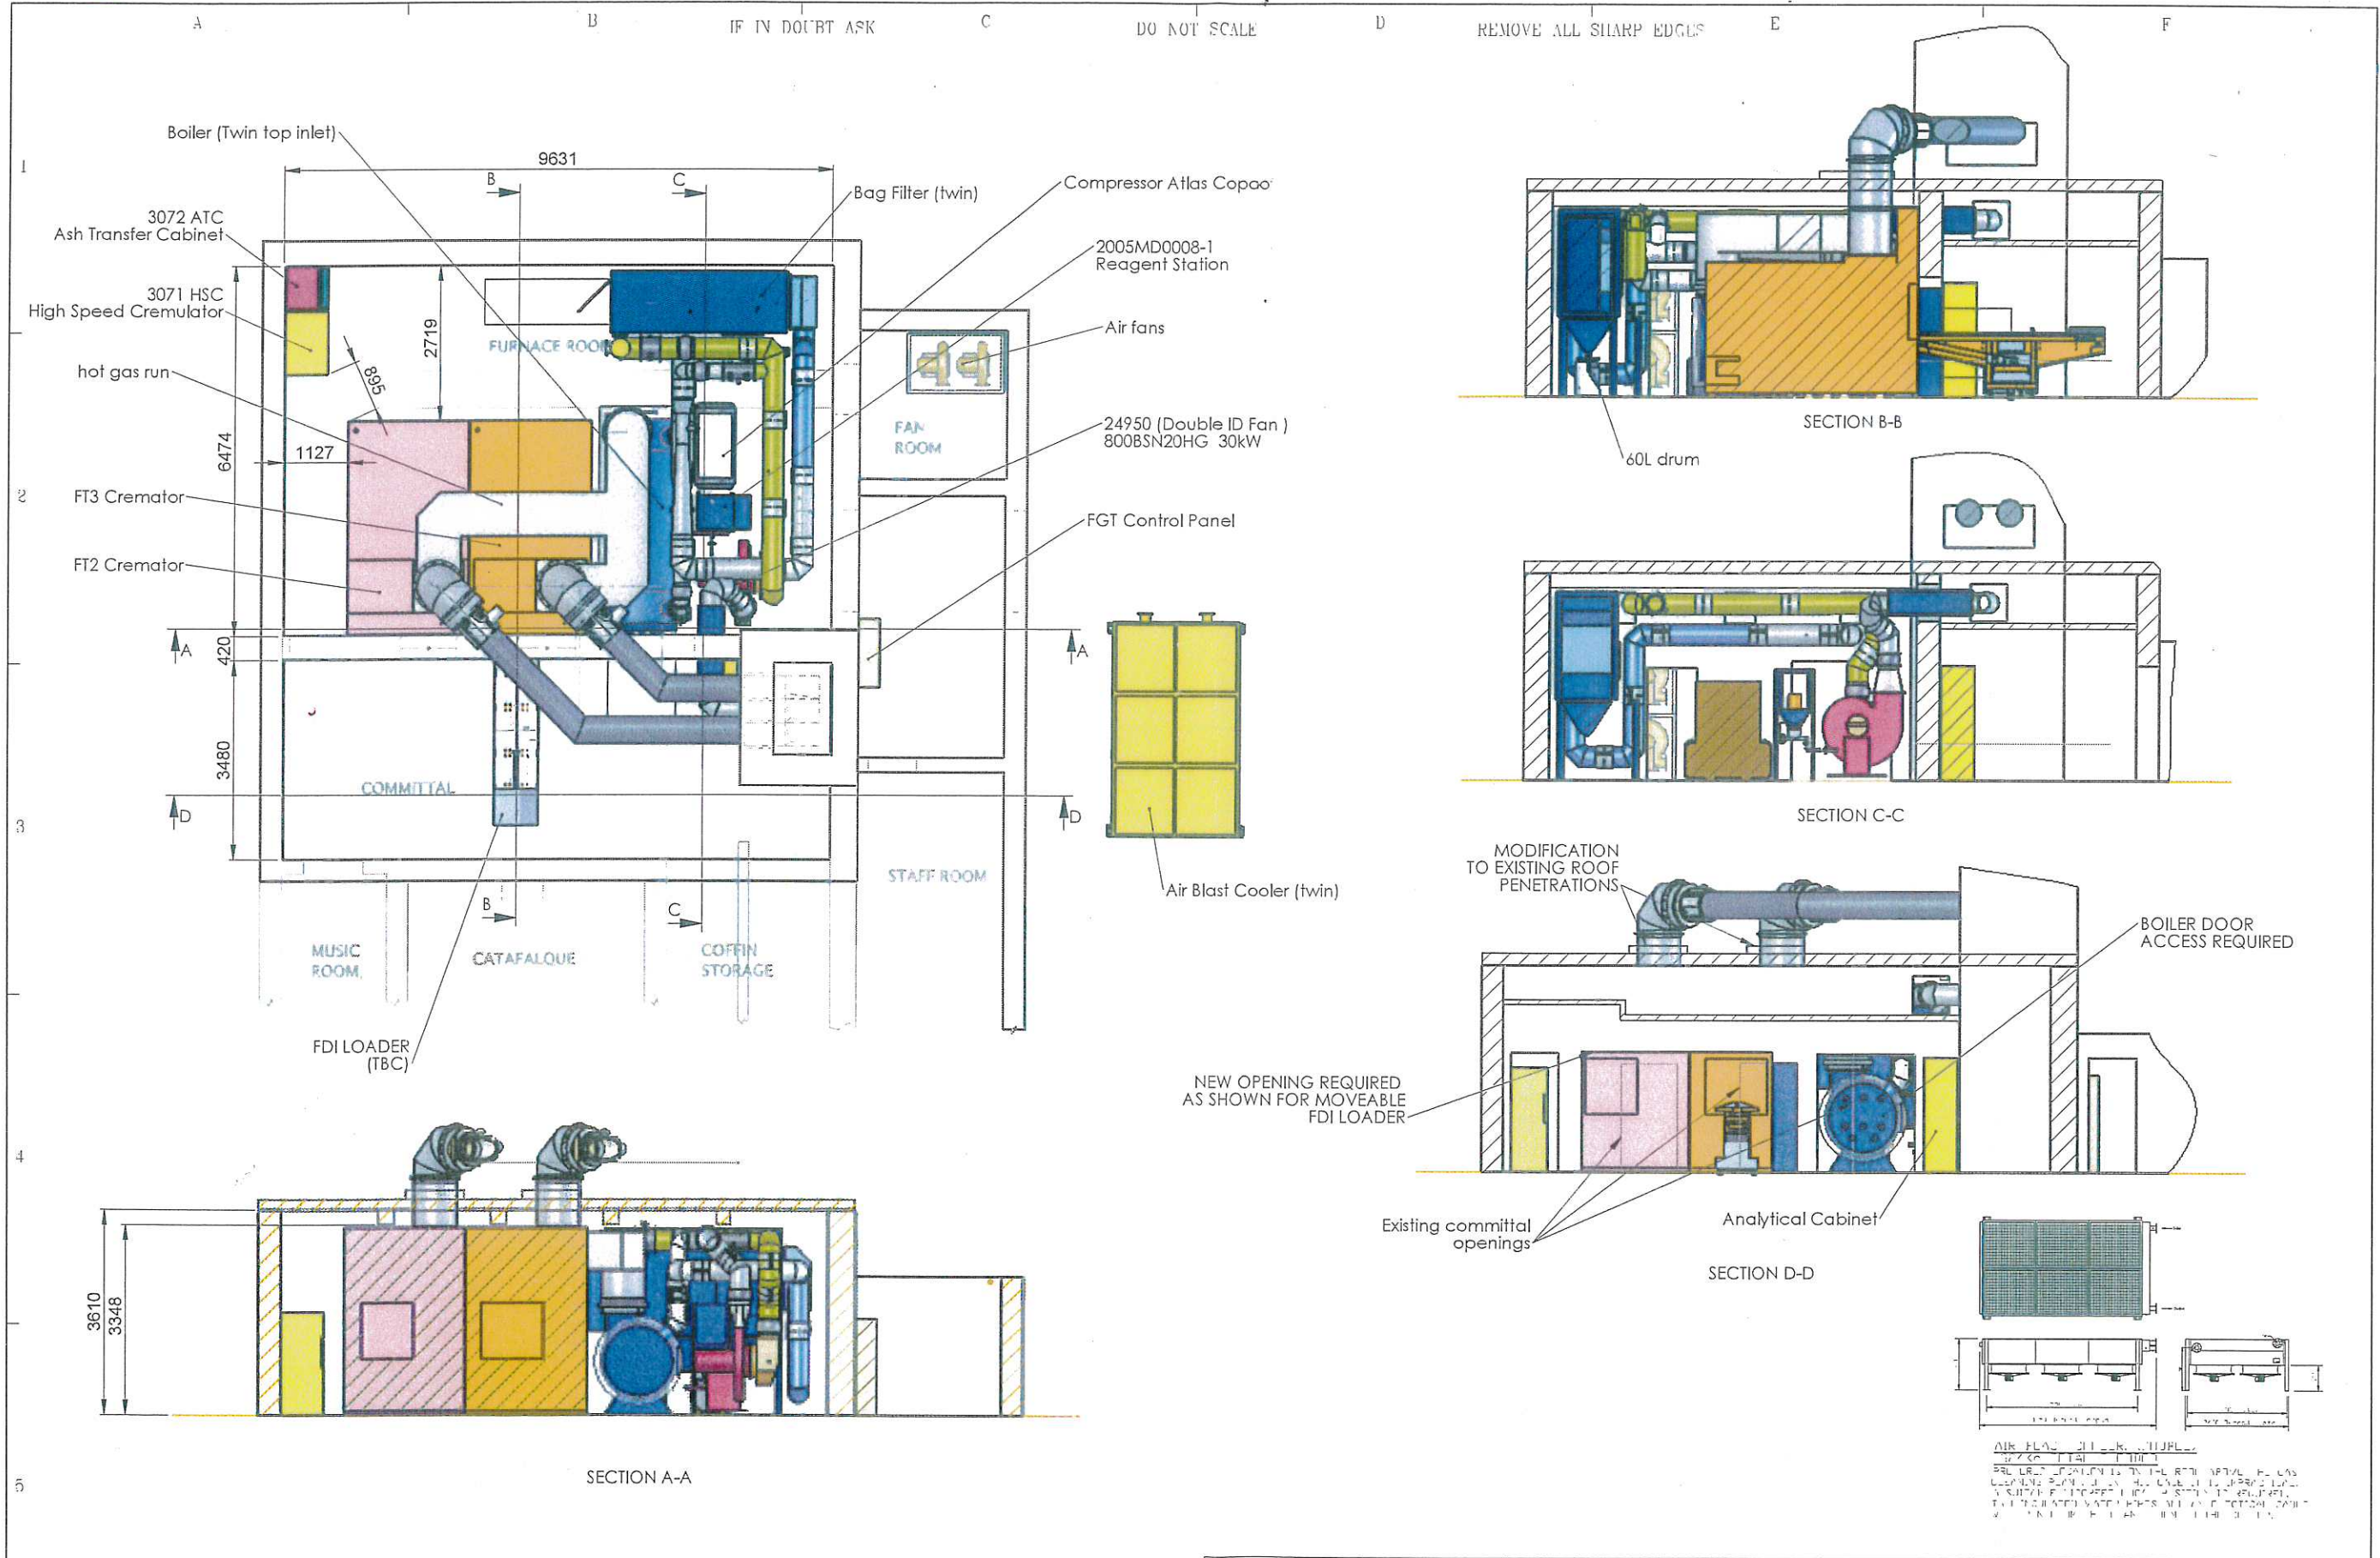 A
B
IF IN DOUBT ASK
C
DO NOT SCALE
D
REMOVE ALL SHARP EDGES
E
F
1
2
3
4
5
Boiler (Twin top inlet)
9631
B
C
Bag Filter (twin)
Compressor Atlas Copao
3072 ATC
Ash Transfer Cabinet
2005MD0008-1
Reagent Station
3071 HSC
High Speed Cremulator
Air fans
2719
FURNACE ROOM
895
hot gas run
6474
1127
FAN
ROOM
24950 (Double ID Fan )
800BSN20HG 30kW
FT3 Cremator
FGT Control Panel
FT2 Cremator
A
A
420
3480
COMMITTAL
D
D
STAFF ROOM
Air Blast Cooler (twin)
B
C
MUSIC
ROOM
CATAFALQUE
COFFIN
STORAGE
FDI LOADER
(TBC)
3610
3348
SECTION A-A
SECTION B-B
60L drum
SECTION C-C
MODIFICATION
TO EXISTING ROOF
PENETRATIONS
BOILER DOOR
ACCESS REQUIRED
NEW OPENING REQUIRED
AS SHOWN FOR MOVEABLE
FDI LOADER
Existing committal
openings
Analytical Cabinet
SECTION D-D